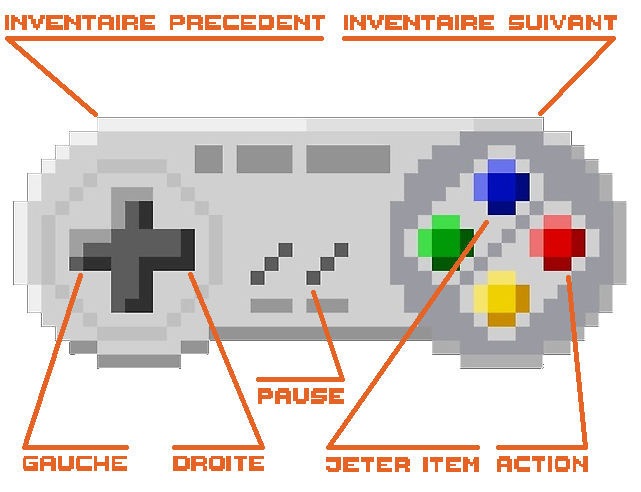 INVENTAIRE PRECEDENT
INVENTAIRE SUIVANT
PAUSE
GAUCHE
DROITE
JETER ITEM
ACTION